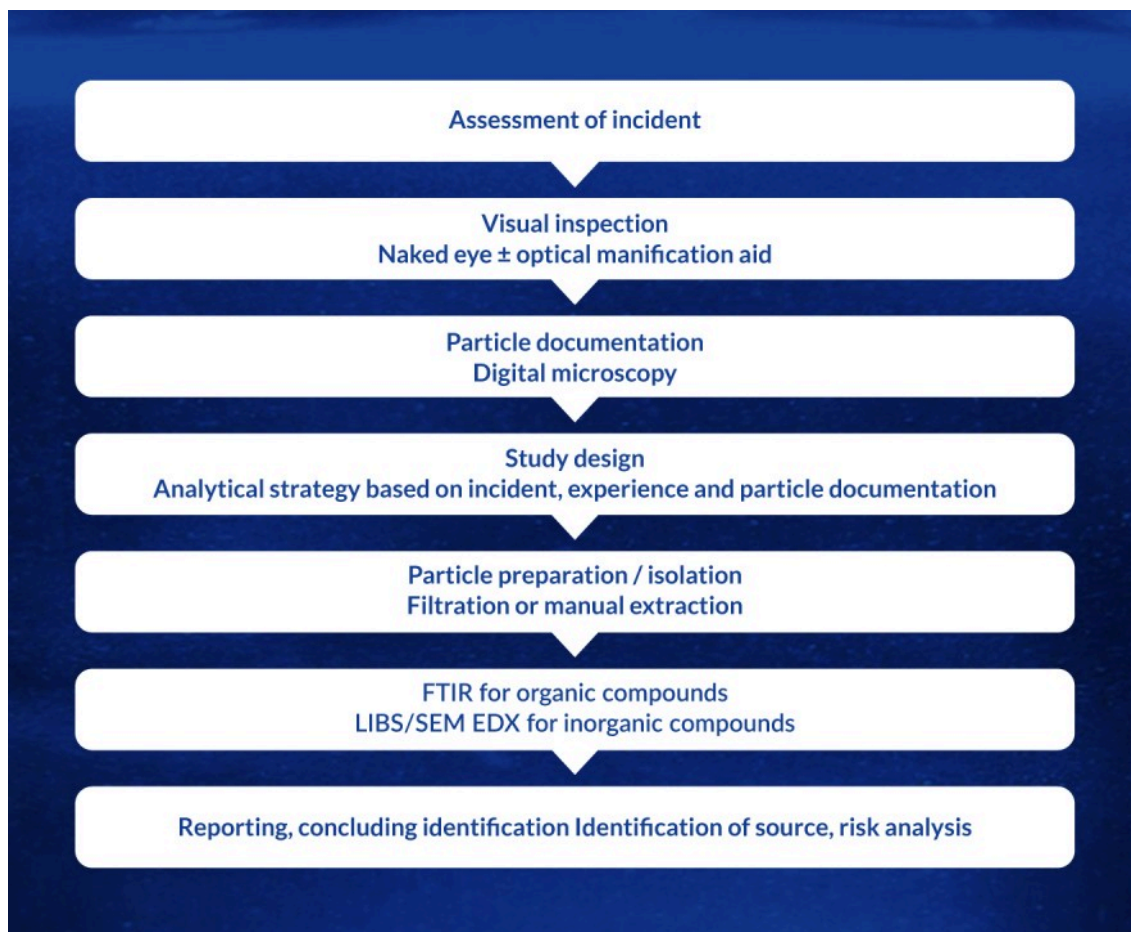 Assessment of incident
Visual inspection
Naked eye ± optical manification aid
Particle documentation
Digital microscopy
Study design
Analytical strategy based on incident, experience and particle documentation
Particle preparation / isolation
Filtration or manual extraction
FTIR for organic compounds
LIBS/SEM EDX for inorganic compounds
Reporting, concluding identification Identification of source, risk analysis